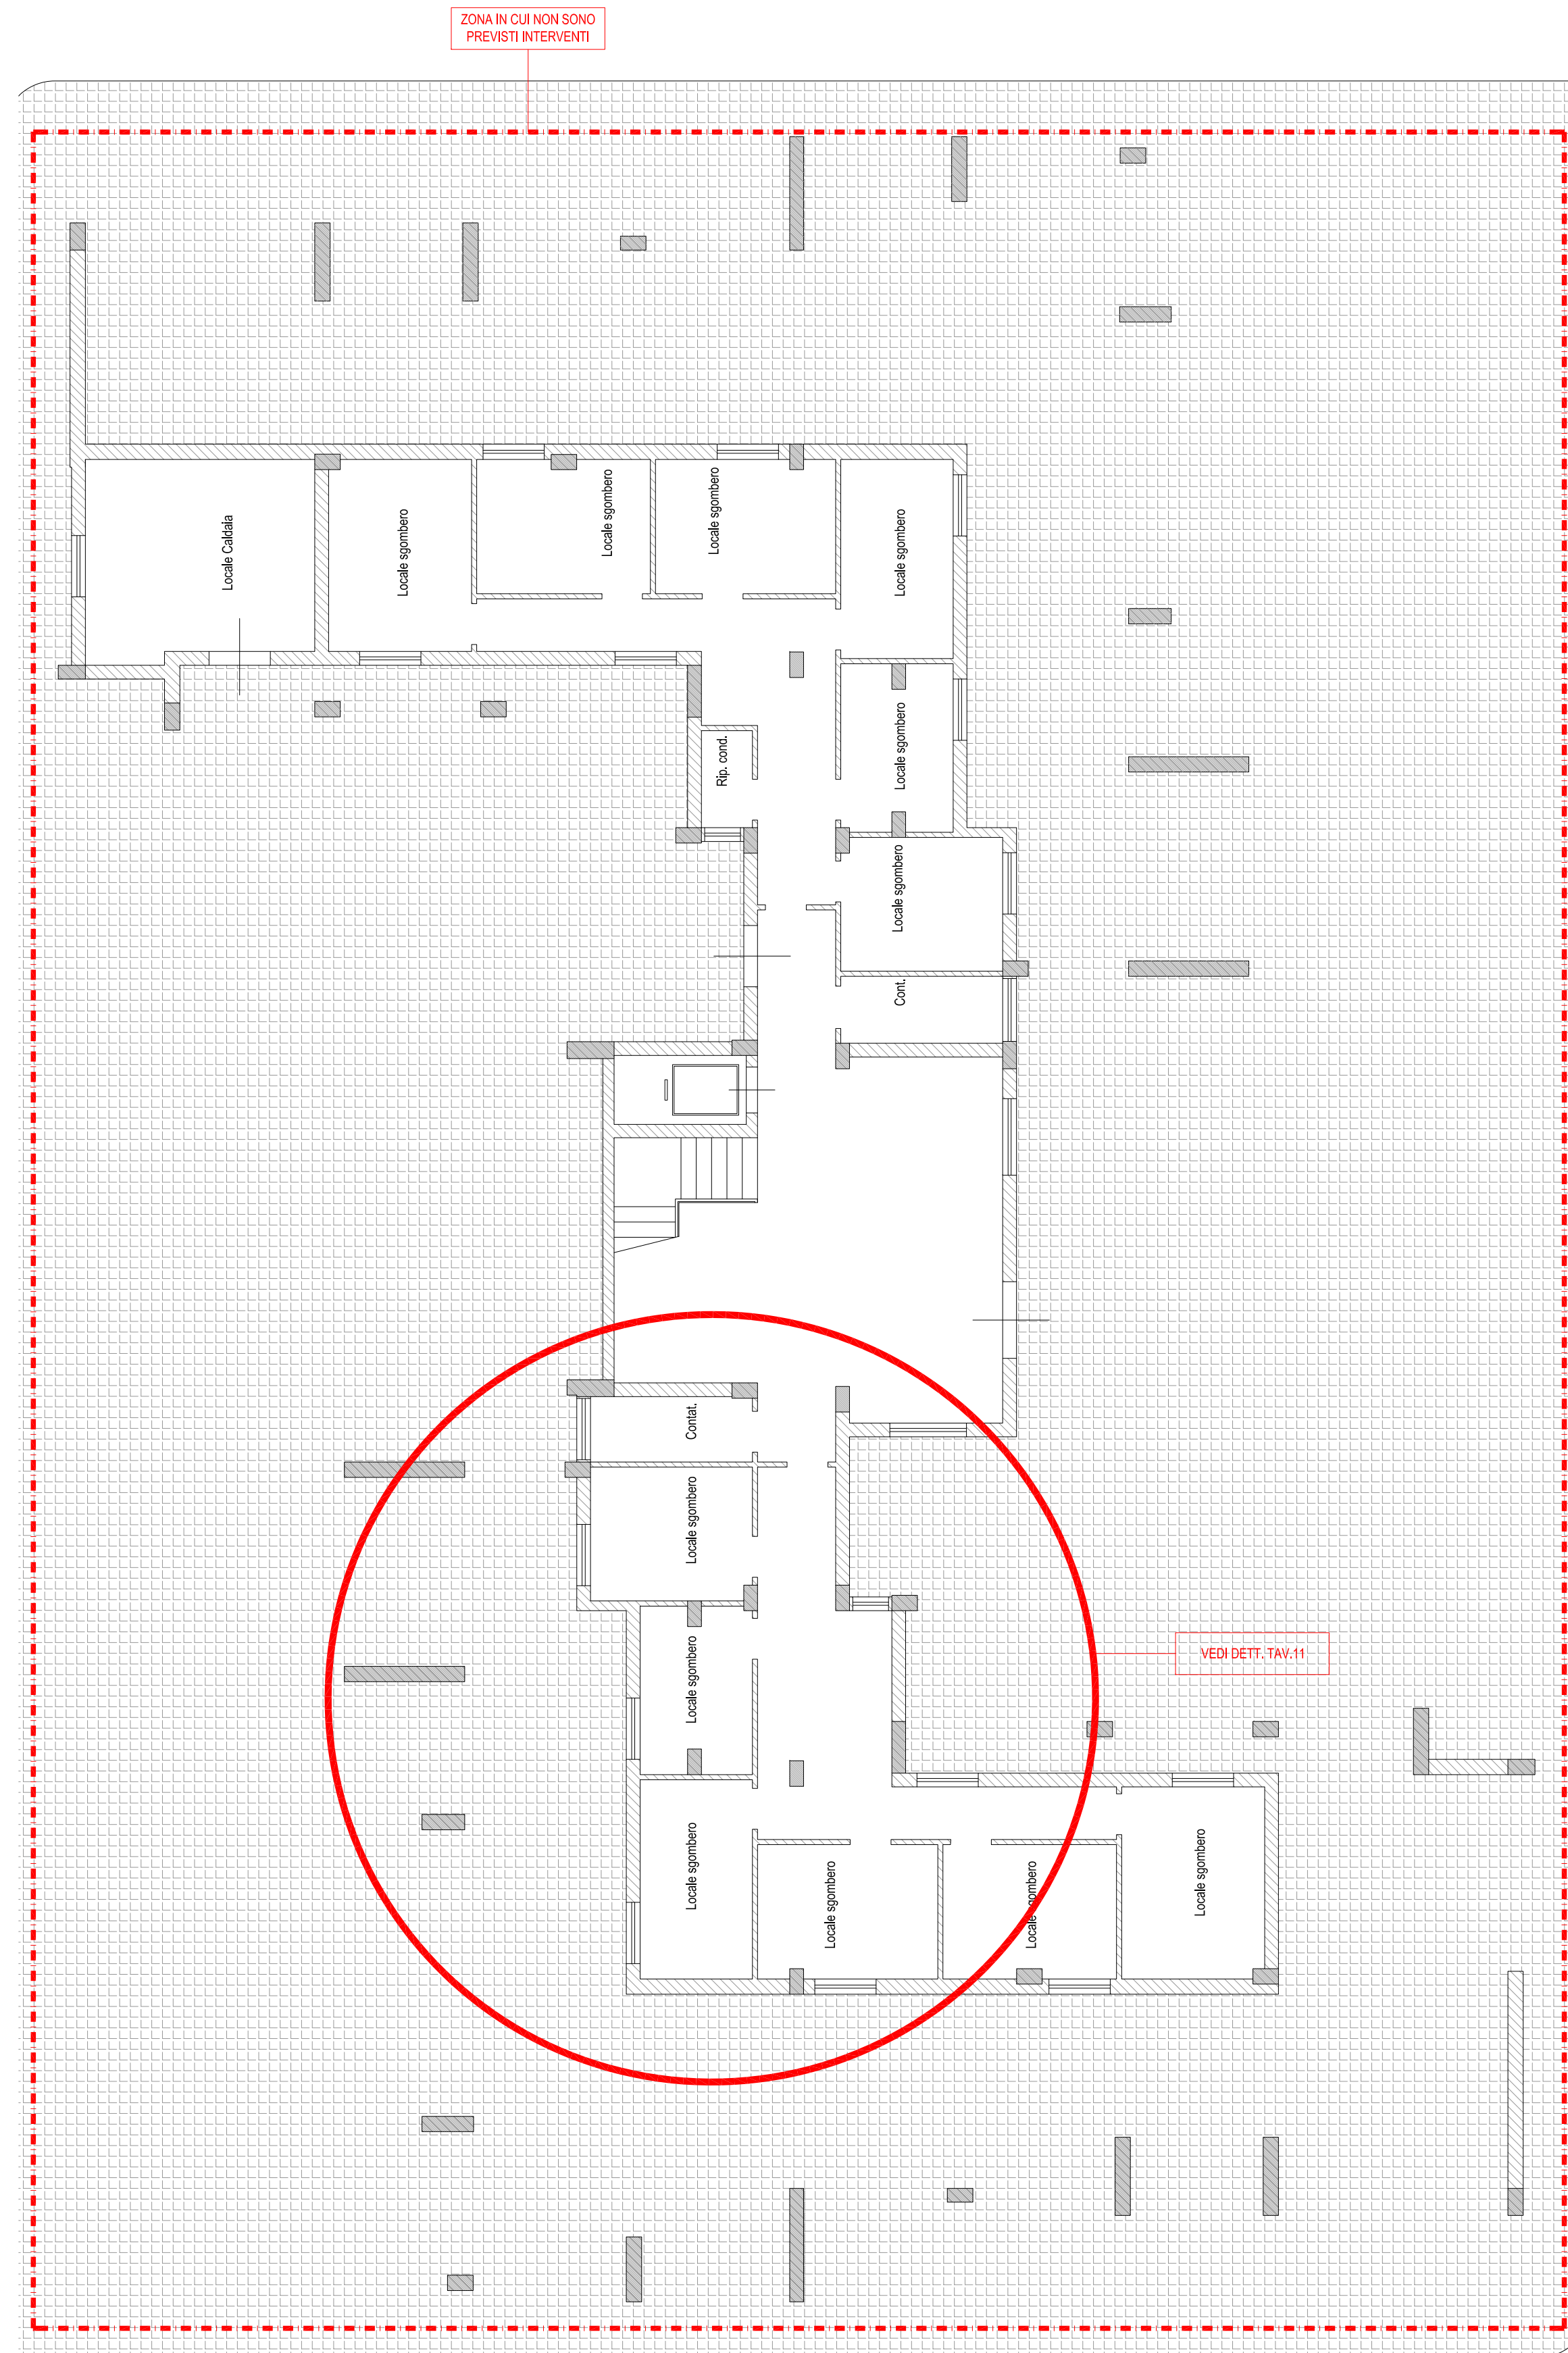 ZONA IN CUI NON SONO
PREVISTI INTERVENTI
Locale Caldaia
Locale sgombero
Locale sgombero
Locale sgombero
Locale sgombero
Rip. cond.
Locale sgombero
Locale sgombero
Cont.
Contat.
Locale sgombero
Locale sgombero
VEDI DETT. TAV.11
Locale sgombero
Locale sgombero
Locale sgombero
Locale sgombero